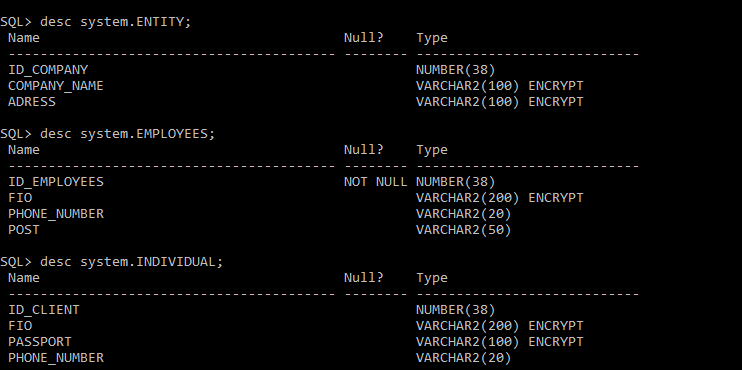 SQL> desc system.ENTITY;
Name Null? Type
----------------------------------------- -------- ----------------------------
ID_COMPANY NUMBER(38)
COMPANY_NAME VARCHAR2(100) ENCRYPT
ADRESS VARCHAR2(100) ENCRYPT
SQL> desc system.EMPLOYEES;
Name Null? Type
----------------------------------------- -------- ----------------------------
ID_EMPLOYEES NOT NULL NUMBER(38)
FIO VARCHAR2(200) ENCRYPT
PHONE_NUMBER VARCHAR2(20)
POST VARCHAR2(50)
SQL> desc system.INDIVIDUAL;
Name Null? Type
----------------------------------------- -------- ----------------------------
ID_CLIENT NUMBER(38)
FIO VARCHAR2(200) ENCRYPT
PASSPORT VARCHAR2(100) ENCRYPT
PHONE_NUMBER VARCHAR2(20)